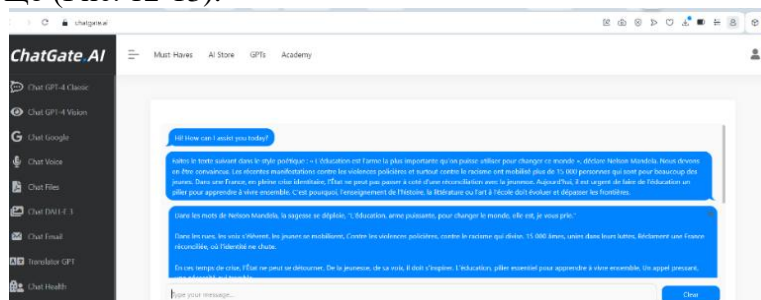 ще (Рис. 12-13).
chatgate.ai
ChatGate.AI
Must Haves AI Store GPTs Academy
Chat GPT-4 Classic
Chat GPT-4 Vision
Chat Google
Chat Voice
Chat Files
Chat DALL-E 3
Chat Email
Translator GPT
Chat Health
Hi! How can I assist you today?
Faites le texte suivant dans le style poétique : « L'éducation est l'arme la plus importante qu'on puisse utiliser pour changer ce monde », déclare Nelson Mandela. Nous devons
en être convaincus. Les récentes manifestations contre les violences policières et surtout contre le racisme ont mobilisé plus de 15 000 personnes qui sont pour beaucoup des
jeunes. Dans une France, en pleine crise identitaire, l'État ne peut pas passer à coté d'une réconciliation avec la jeunesse. Aujourd'hui, il est urgent de faire de l'éducation un
pilier pour apprendre à vivre ensemble. C'est pourquoi, l'enseignement de l'histoire, la littérature ou l'art à l'école doit évoluer et dépasser les frontières.
Dans les mots de Nelson Mandela, la sagesse se déploie, "L'éducation, arme puissante, pour changer le monde, elle est, je vous prie."
Dans les rues, les voix s'élèvent, les jeunes se mobilisent, Contre les violences policières, contre le racisme qui divise. 15 000 âmes, unies dans leurs luttes, Réclament une France
réconciliée, où l'identité ne chute.
En ces temps de crise, l'État ne peut se détourner, De la jeunesse, de sa voix, il doit s'inspirer. L'éducation, pilier essentiel pour apprendre à vivre ensemble. Un appel pressant,
Type your message...
Clear